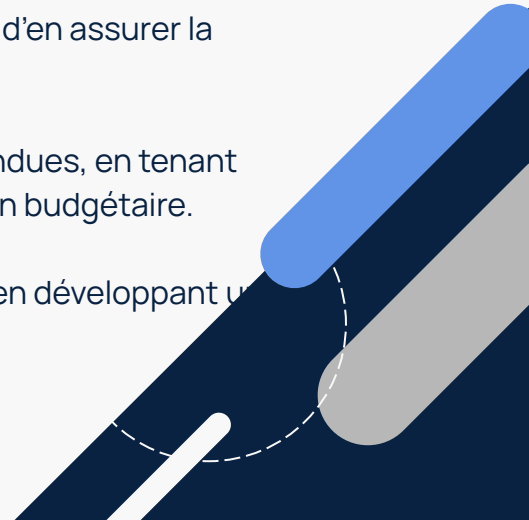 d'en assurer la
ndues, en tenant
n budgétaire.
en développant